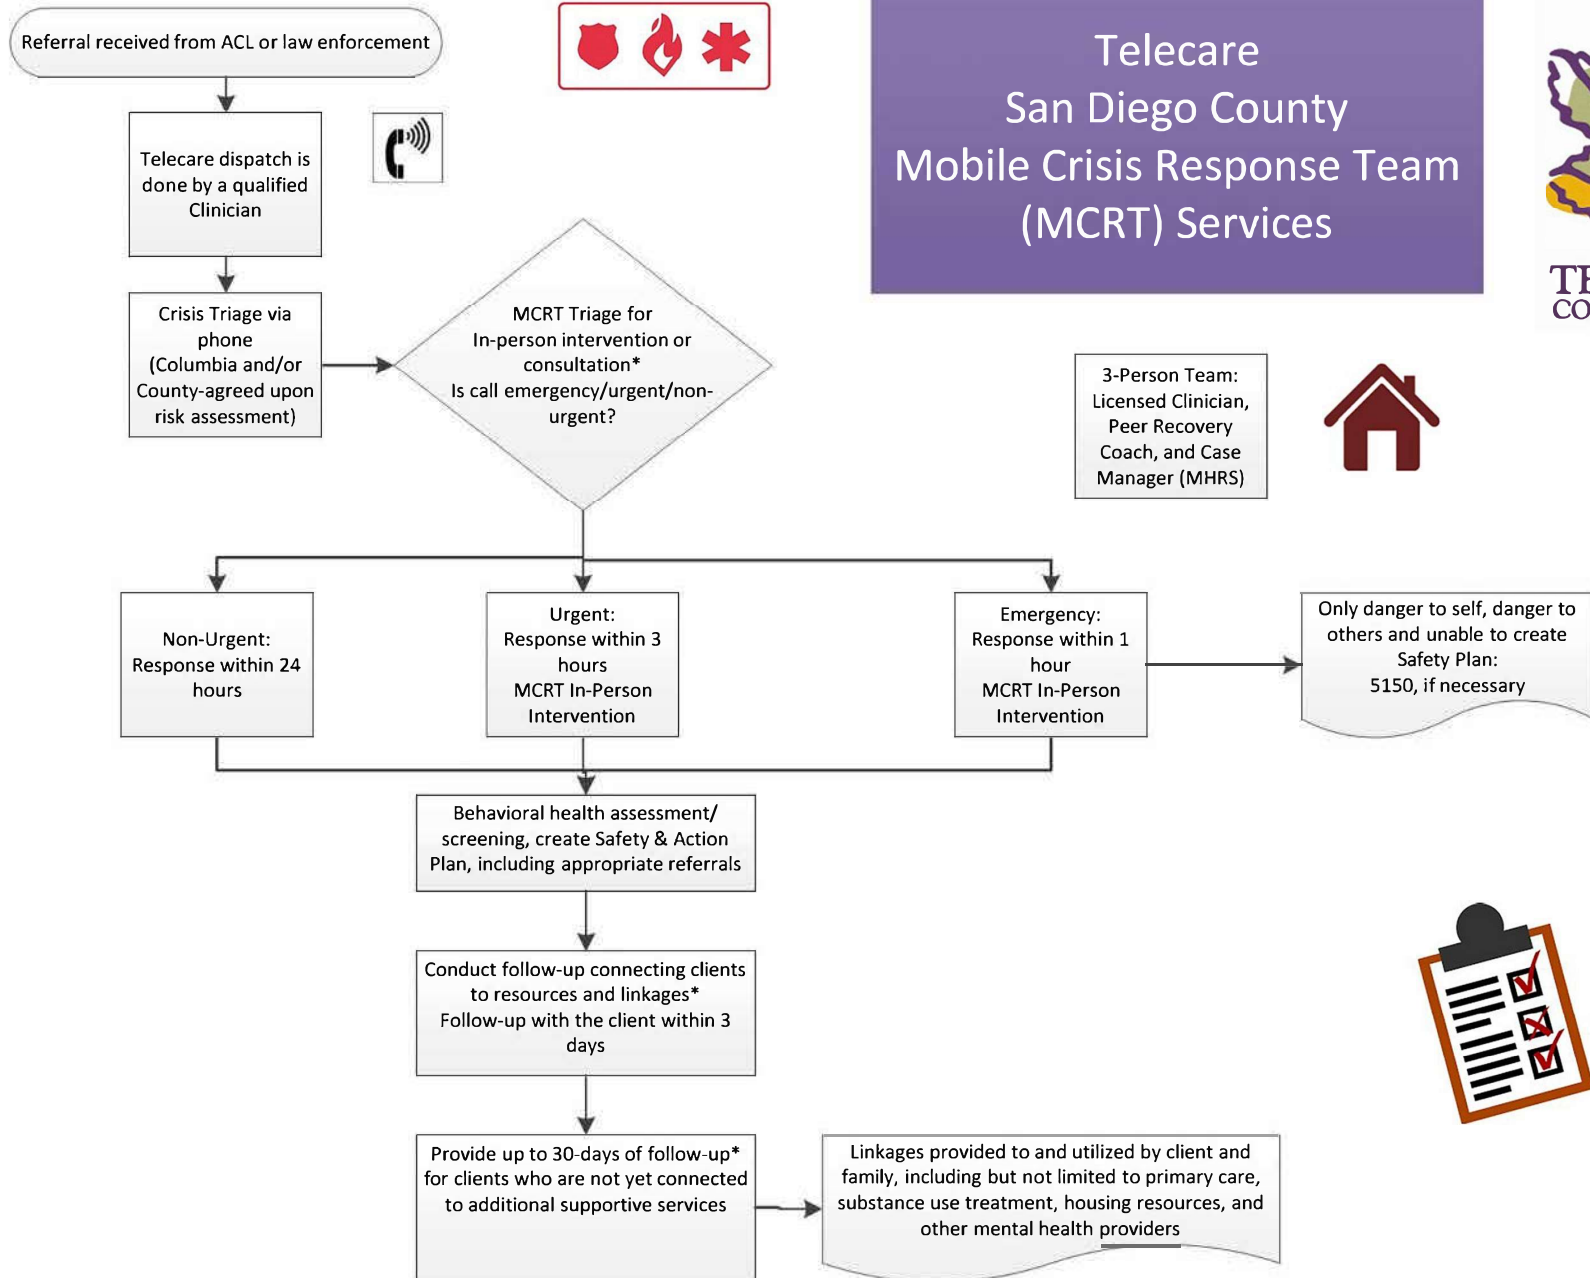 Referral received from ACL or law enforcement
Telecare
San Diego County
Mobile Crisis Response Team
(MCRT) Services
Telecare dispatch is
done by a qualified
Clinician
Crisis Triage via
phone
(Columbia and/or
County-agreed upon
risk assessment)
MCRT Triage for
In-person intervention or
consultation*
Is call emergency/urgent/non-
urgent?
3-Person Team:
Licensed Clinician,
Peer Recovery
Coach, and Case
Manager (MHRS)
Non-Urgent:
Response within 24
hours
Urgent:
Response within 3
hours
MCRT In-Person
Intervention
Emergency:
Response within 1
hour
MCRT In-Person
Intervention
Only danger to self, danger to
others and unable to create
Safety Plan:
5150, if necessary
Behavioral health assessment/
screening, create Safety & Action
Plan, including appropriate referrals
Conduct follow-up connecting clients
to resources and linkages*
Follow-up with the client within 3
days
Provide up to 30-days of follow-up*
for clients who are not yet connected
to additional supportive services
Linkages provided to and utilized by client and
family, including but not limited to primary care,
substance use treatment, housing resources, and
other mental health providers